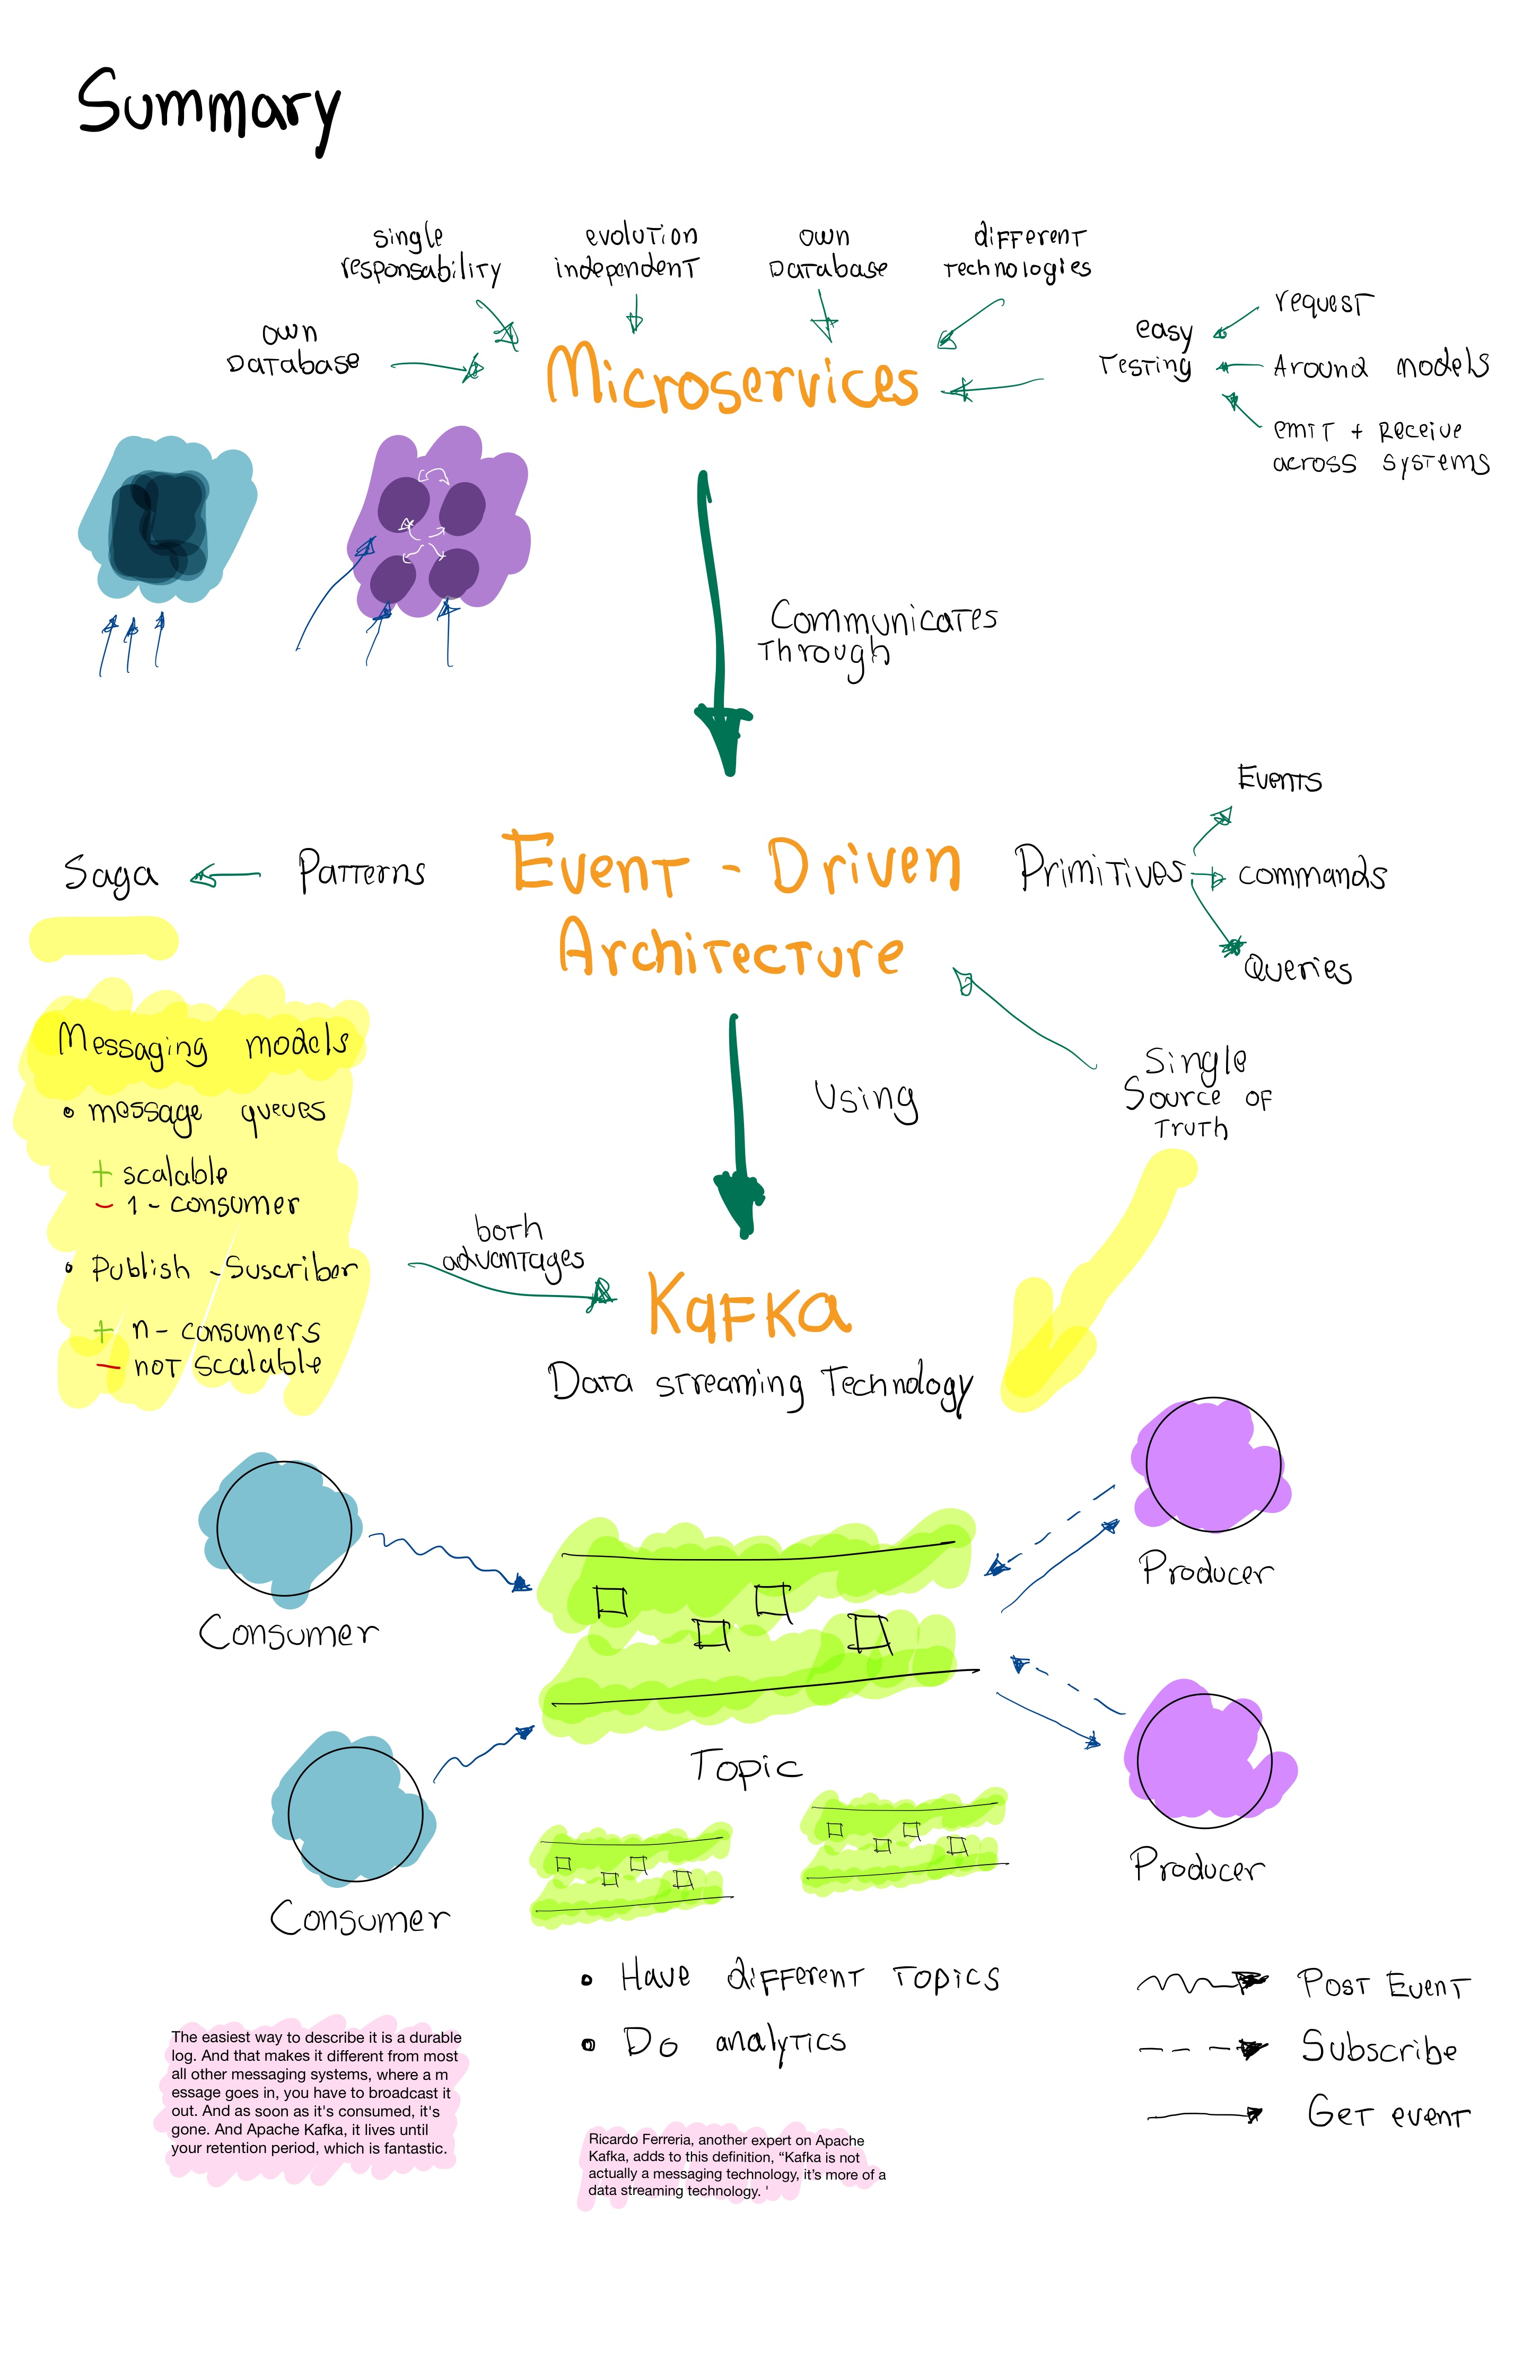 Summary
single
responsability
evolution
independent
own
Database
different
technologies
own
Database
Microservices
easy
Testing
request
Around models
emit + Receive
across systems
Communicates
Through
Saga
Patterns
Event - Driven
Architecture
Primitives
Events
commands
Queries
Messaging models
• message queues
+ scalable
- 1 - consumer
• Publish - Suscriber
+ n - consumers
- not scalable
Using
Single
Source of
Truth
both
advantages
Kafka
Data streaming Technology
Consumer
Producer
Topic
Consumer
Producer
• Have different Topics
• Do analytics
Post Event
Subscribe
Get event
The easiest way to describe it is a durable
log. And that makes it different from most
all other messaging systems, where a m
essage goes in, you have to broadcast it
out. And as soon as it's consumed, it's
gone. And Apache Kafka, it lives until
your retention period, which is fantastic.
Ricardo Ferreria, another expert on Apache
Kafka, adds to this definition, “Kafka is not
actually a messaging technology, it’s more of a
data streaming technology. '